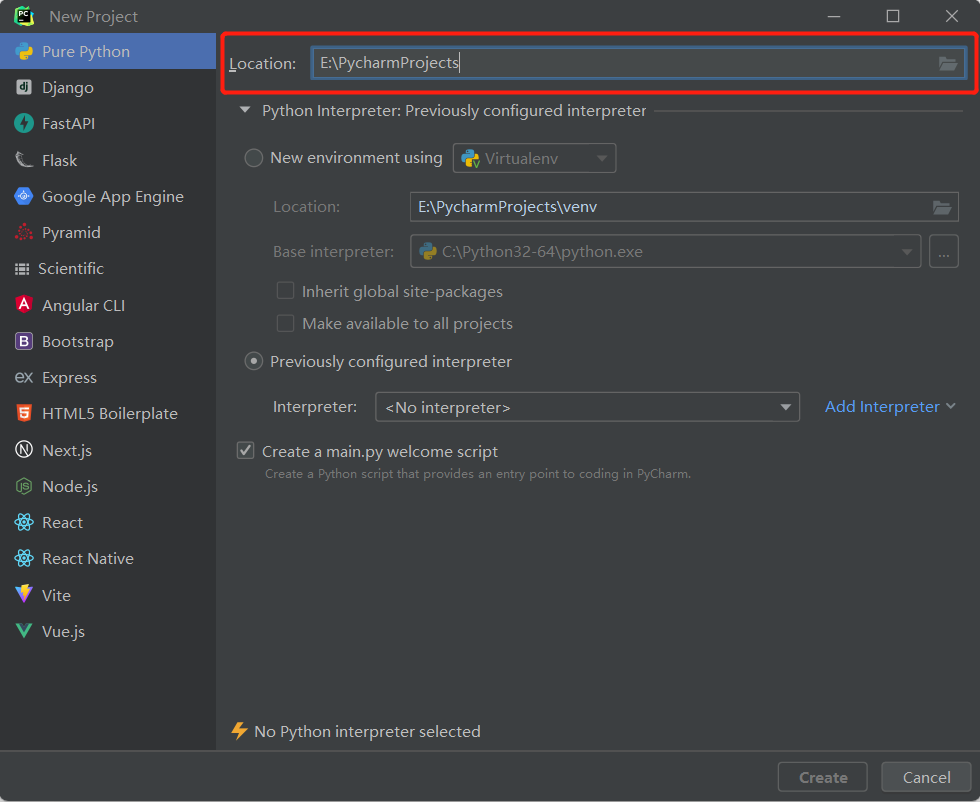 New Project
Pure Python
Django
FastAPI
Flask
Google App Engine
Pyramid
Scientific
Angular CLI
Bootstrap
Express
HTML5 Boilerplate
Next.js
Node.js
React
React Native
Vite
Vue.js
Location: E:\PycharmProjects
Python Interpreter: Previously configured interpreter
New environment using Virtualenv
Location: E:\PycharmProjects\venv
Base interpreter: C:\Python32-64\python.exe ...
Inherit global site-packages
Make available to all projects
Previously configured interpreter
Interpreter: <No interpreter> Add Interpreter
Create a main.py welcome script
Create a Python script that provides an entry point to coding in PyCharm.
No Python interpreter selected
Create Cancel